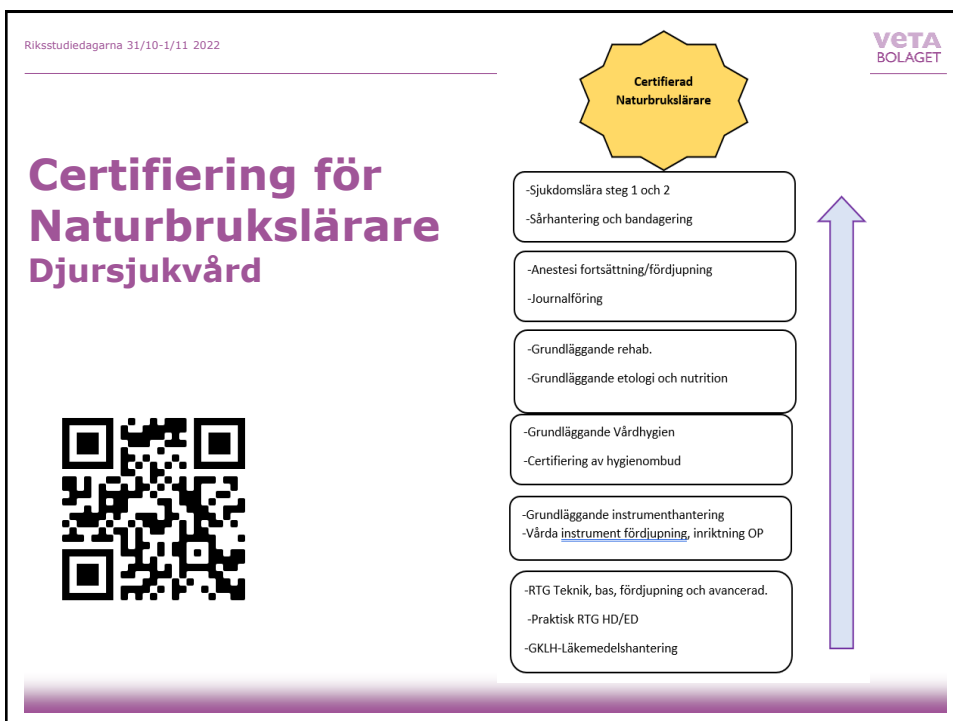 Riksstudiedagarna 31/10-1/11 2022
VETA
BOLAGET
Certifierad
Naturbrukslärare
Certifiering för
Naturbrukslärare
Djursjukvård
-Sjukdomslära steg 1 och 2
-Sårhantering och bandagering
-Anestesi fortsättning/fördjupning
-Journalföring
-Grundläggande rehab.
-Grundläggande etologi och nutrition
-Grundläggande Vårdhygien
-Certifiering av hygienombud
-Grundläggande instrumenthantering
-Vårda instrument fördjupning, inriktning OP
-RTG Teknik, bas, fördjupning och avancerad.
-Praktisk RTG HD/ED
-GKLH-Läkemedelshantering